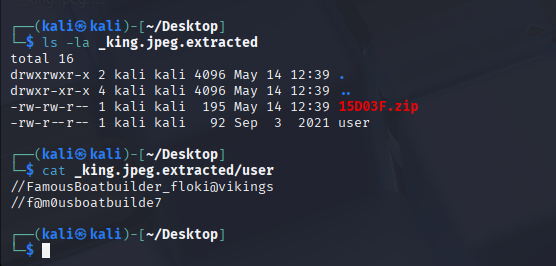 ┌──(kali㉿kali)-[~/Desktop]
└─$ ls -la _king.jpeg.extracted
total 16
drwxrwxr-x 2 kali kali 4096 May 14 12:39 .
drwxr-xr-x 4 kali kali 4096 May 14 12:39 ..
-rw-rw-r-- 1 kali kali  195 May 14 12:39 15D03F.zip
-rw-r--r-- 1 kali kali   92 Sep  3  2021 user
┌──(kali㉿kali)-[~/Desktop]
└─$ cat _king.jpeg.extracted/user
//FamousBoatbuilder_floki@vikings
//f@m0usboatbuilde7
┌──(kali㉿kali)-[~/Desktop]
└─$